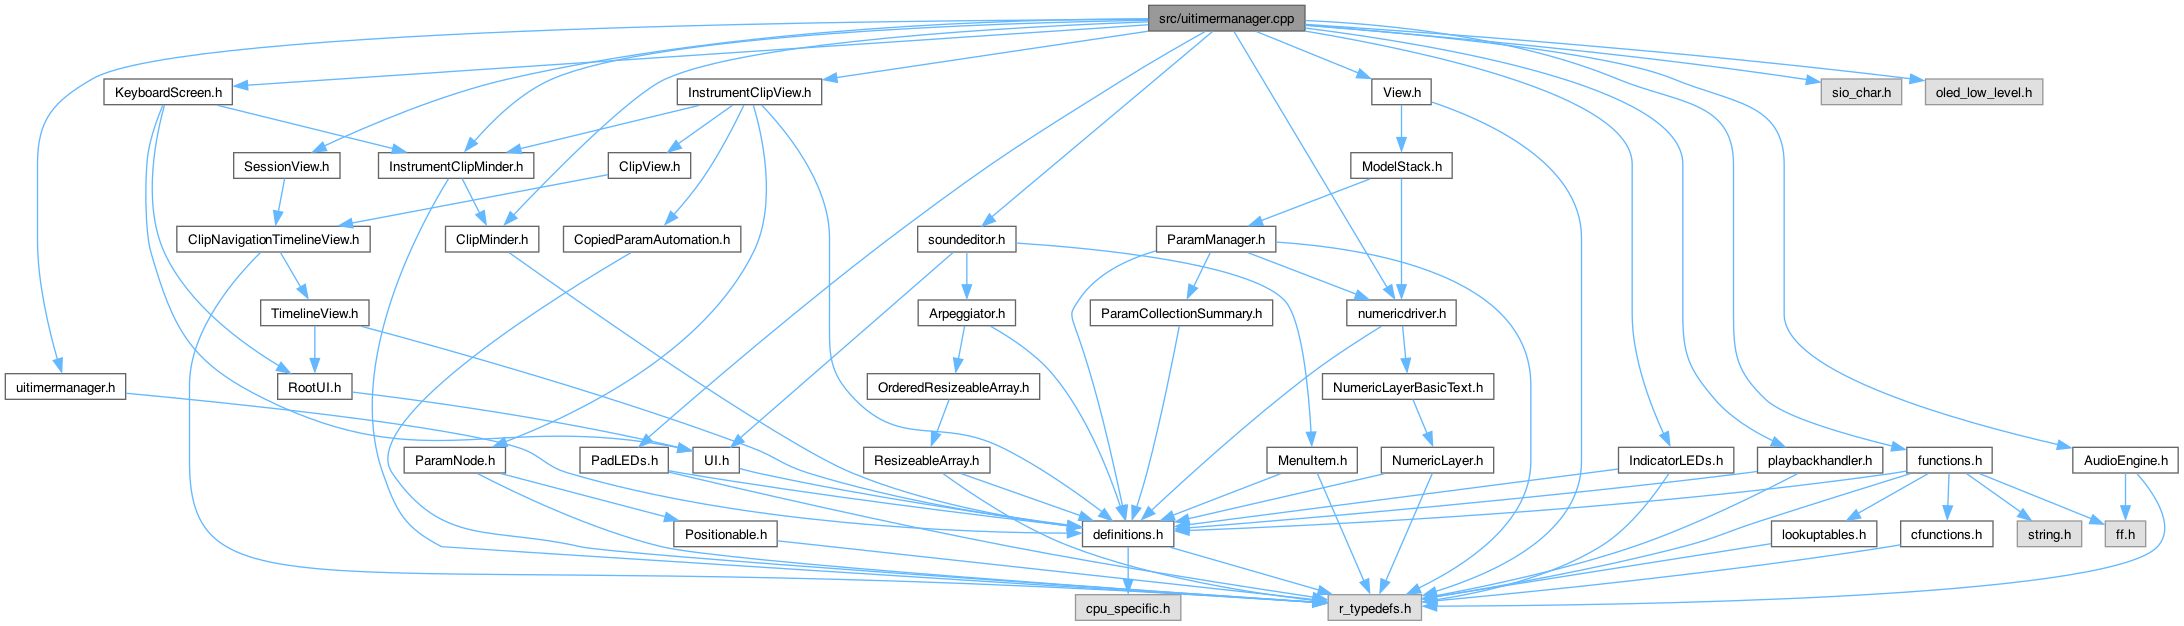 src/uitimermanager.cpp
KeyboardScreen.h
InstrumentClipView.h
View.h
sio_char.h
oled_low_level.h
SessionView.h
InstrumentClipMinder.h
ClipView.h
ModelStack.h
ClipNavigationTimelineView.h
ClipMinder.h
CopiedParamAutomation.h
soundeditor.h
ParamManager.h
TimelineView.h
Arpeggiator.h
ParamCollectionSummary.h
numericdriver.h
uitimermanager.h
RootUI.h
OrderedResizeableArray.h
NumericLayerBasicText.h
ParamNode.h
PadLEDs.h
UI.h
ResizeableArray.h
MenuItem.h
NumericLayer.h
IndicatorLEDs.h
playbackhandler.h
functions.h
AudioEngine.h
Positionable.h
definitions.h
lookuptables.h
cfunctions.h
string.h
ff.h
cpu_specific.h
r_typedefs.h